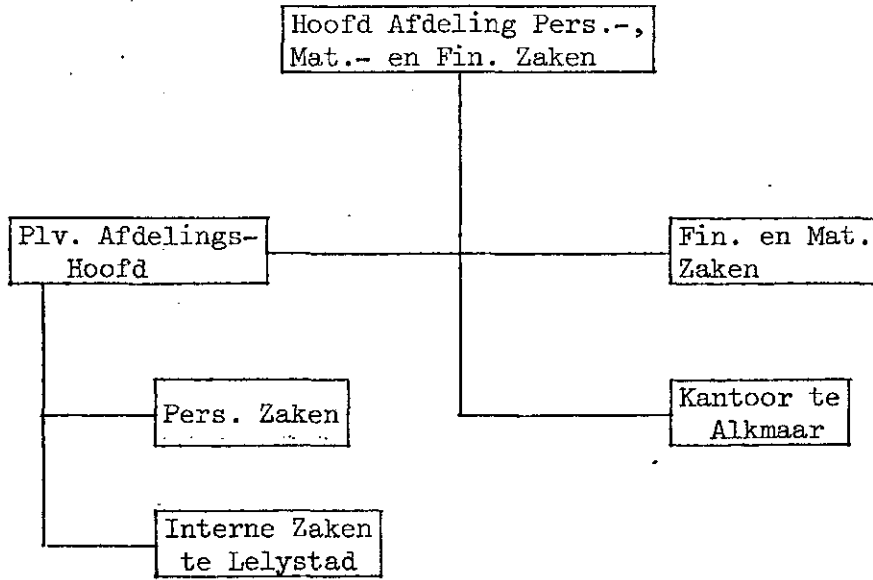 Hoofd Afdeling Pers.-,
Mat.- en Fin. Zaken
Plv. Afdelings-
Hoofd
Fin. en Mat.
Zaken
Pers. Zaken
Kantoor te
Alkmaar
Interne Zaken
te Lelystad